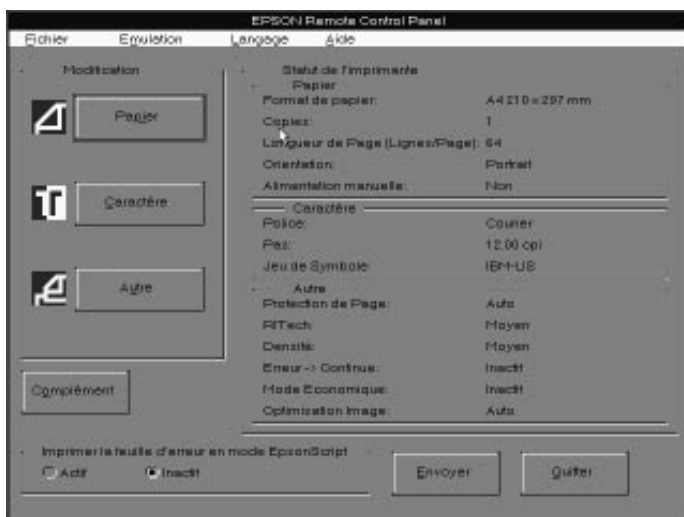 EPSON Remote Control Panel
Fichier Emulation Langage Aide
Modification
Papier
Caractère
Autre
Complément
Statut de l'imprimante
Papier
Format de papier: A4 210 x 297 mm
Copies: 1
Longueur de Page (Lignes/Page): 64
Orientation: Portrait
Alimentation manuelle: Non
Caractère
Police: Courier
Pas: 12.00 cpi
Jeu de Symbole: IBM-US
Autre
Protection de Page: Auto
RITech: Moyen
Densité: Moyen
Erreur -> Continue: Inactif
Mode Economique: Inactif
Optimisation Image: Auto
Imprimer la feuille d'erreur en mode EpsonScript
Actif Inactif
Envoyer Quitter